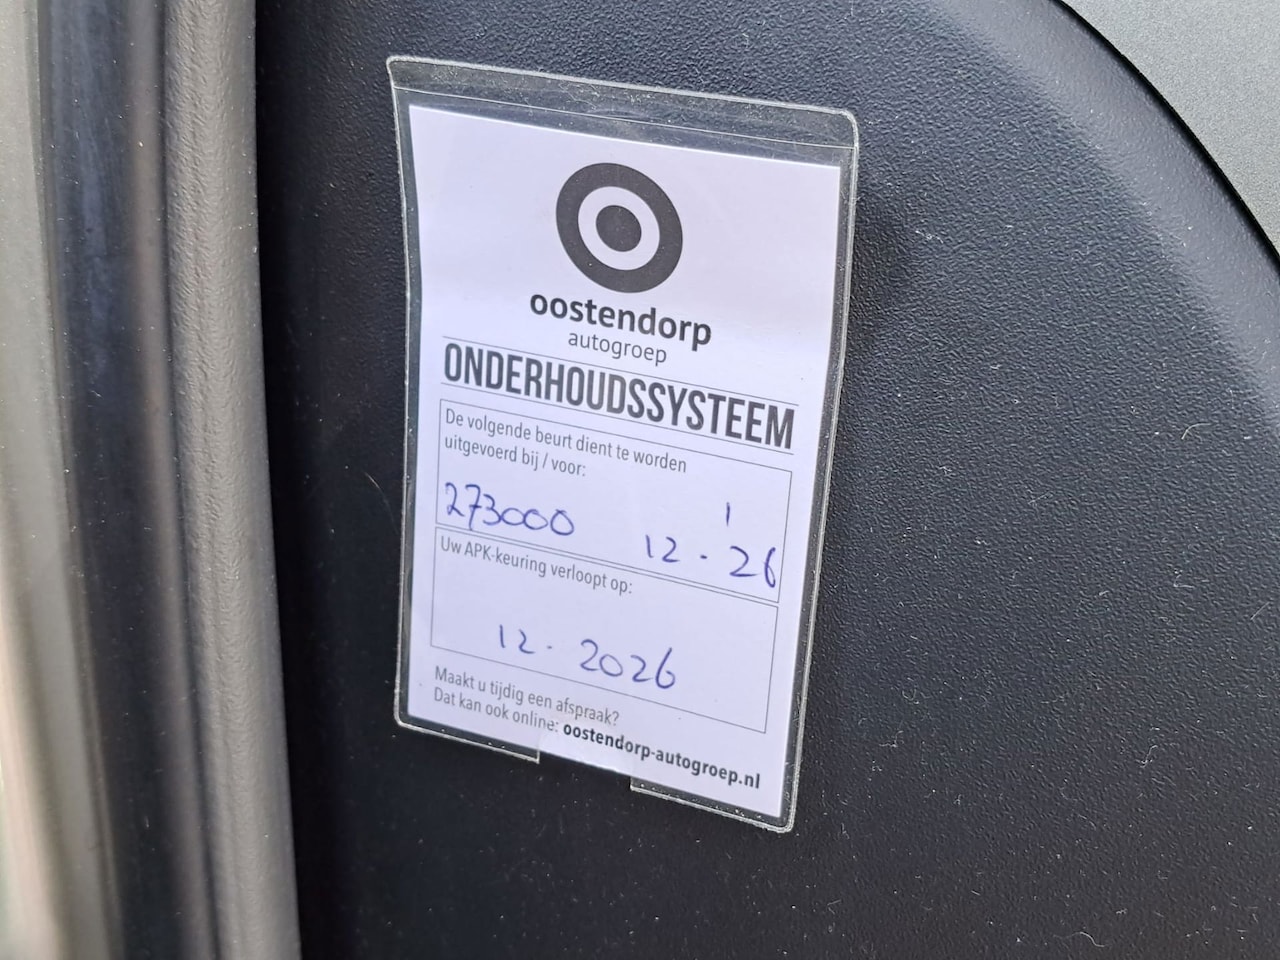 oostendorp
autogroep
ONDERHOUDSSYSTEEM
De volgende beurt dient te worden
uitgevoerd bij / voor:
273000 12 - 26
Uw APK-keuring verloopt op:
12 - 2026
Maakt u tijdig een afspraak?
Dat kan ook online: oostendorp-autogroep.nl